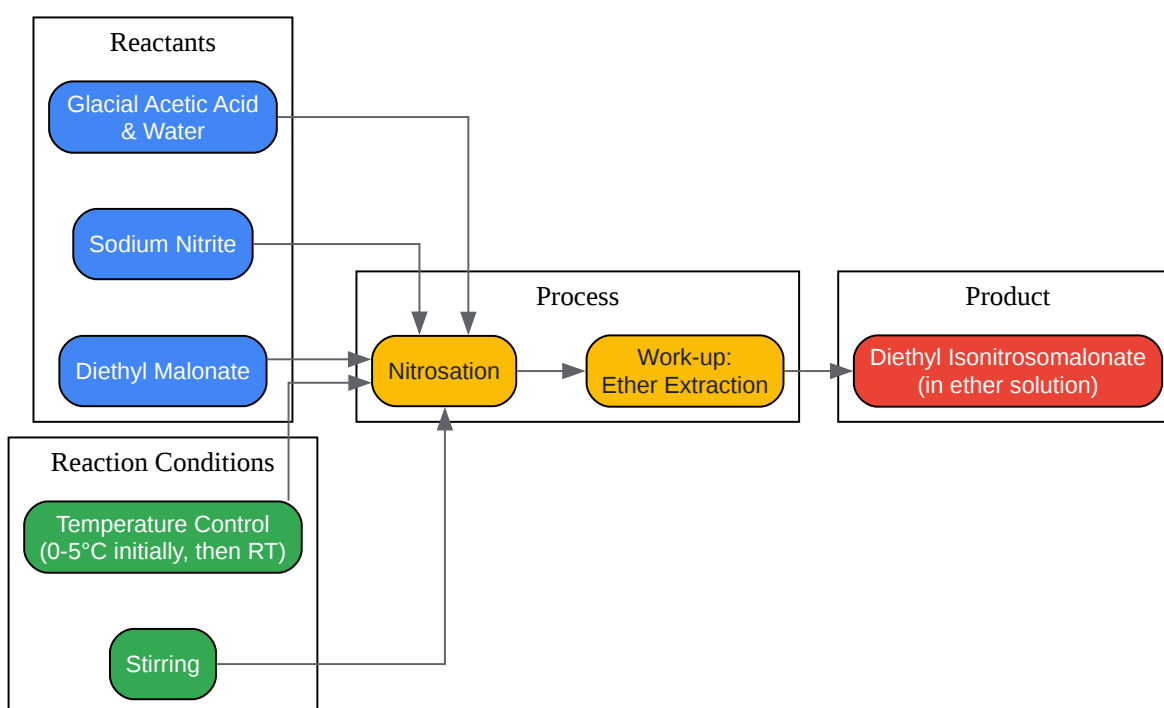 Reactants
Glacial Acetic Acid
& Water
Sodium Nitrite
Diethyl Malonate
Reaction Conditions
Temperature Control
(0-5°C initially, then RT)
Stirring
Process
Nitrosation
Work-up:
Ether Extraction
Product
Diethyl Isonitrosomalonate
(in ether solution)